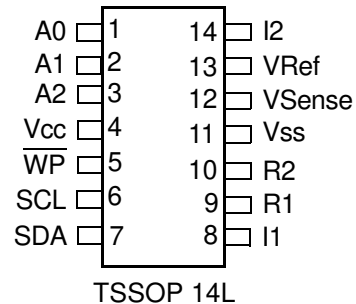 A0 1 14 I2
A1 2 13 VRef
A2 3 12 VSense
Vcc 4 11 Vss
W̅P̅ 5 10 R2
SCL 6 9 R1
SDA 7 8 I1
TSSOP 14L